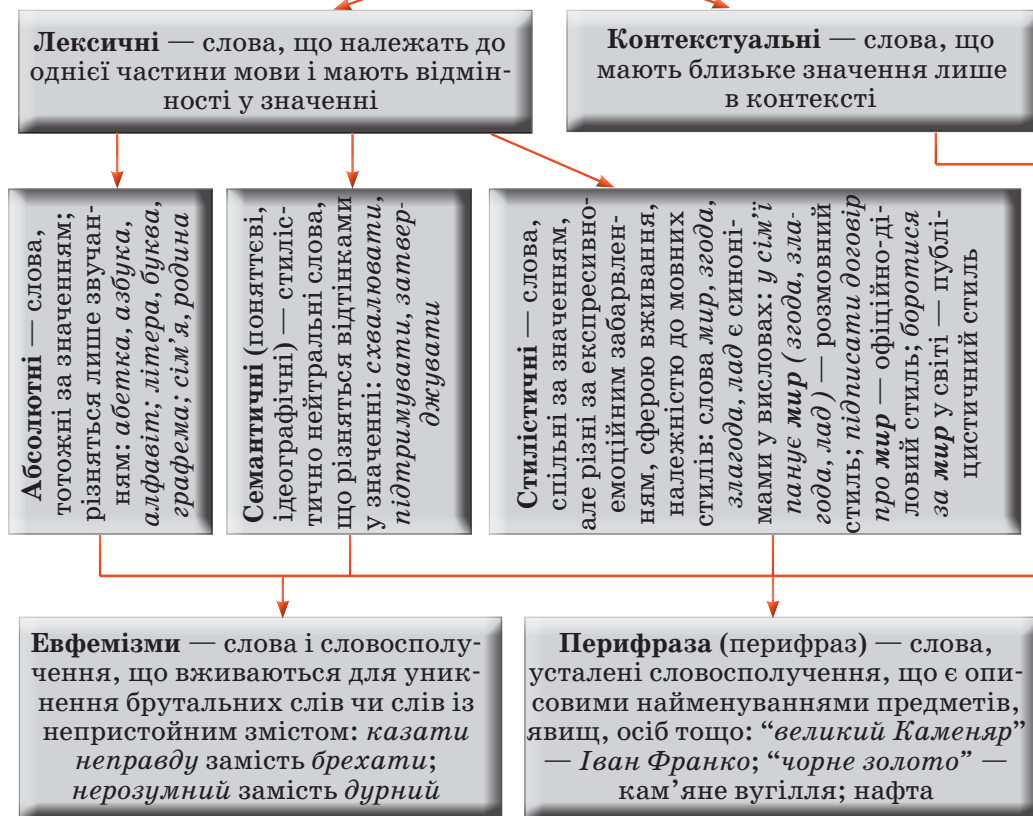 Лексичні — слова, що належать до
однієї частини мови і мають відмін-
ності у значенні
Контекстуальні — слова, що
мають близьке значення лише
в контексті
Абсолютні — слова,
тотожні за значенням;
різняться лише звучан-
ням: абетка, азбука,
алфавіт; літера, буква,
графема; сім’я, родина
Семантичні (поняттєві,
ідеографічні) — стиліс-
тично нейтральні слова,
що різняться відтінками
у значенні: схвалювати,
підтримувати, затвер-
джувати
Стилістичні — слова,
спільні за значенням,
але різні за експресивно-
емоційним забарвлен-
ням, сферою вживання,
належністю до мовних
стилів: слова мир, згода,
злагода, лад є синоні-
мами у висловах: у сім’ї
панує мир (згода, зла-
года, лад) — розмовний
стиль; підписати договір
про мир — офіційно-ді-
ловий стиль; боротися
за мир у світі — публі-
цистичний стиль
Евфемізми — слова і словосполу-
чення, що вживаються для уник-
нення брутальних слів чи слів із
непристойним змістом: казати
неправду замість брехати;
нерозумний замість дурний
Перифраза (перифраз) — слова,
усталені словосполучення, що є опи-
совими найменуваннями предметів,
явищ, осіб тощо: “великий Каменяр”
— Іван Франко; “чорне золото” —
кам’яне вугілля; нафта